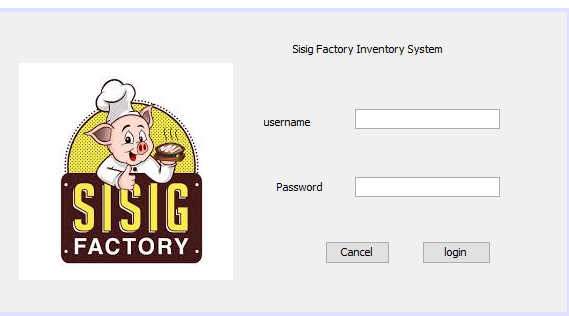 Sisig Factory Inventory System
username
Password
SISIG
FACTORY
Cancel
login